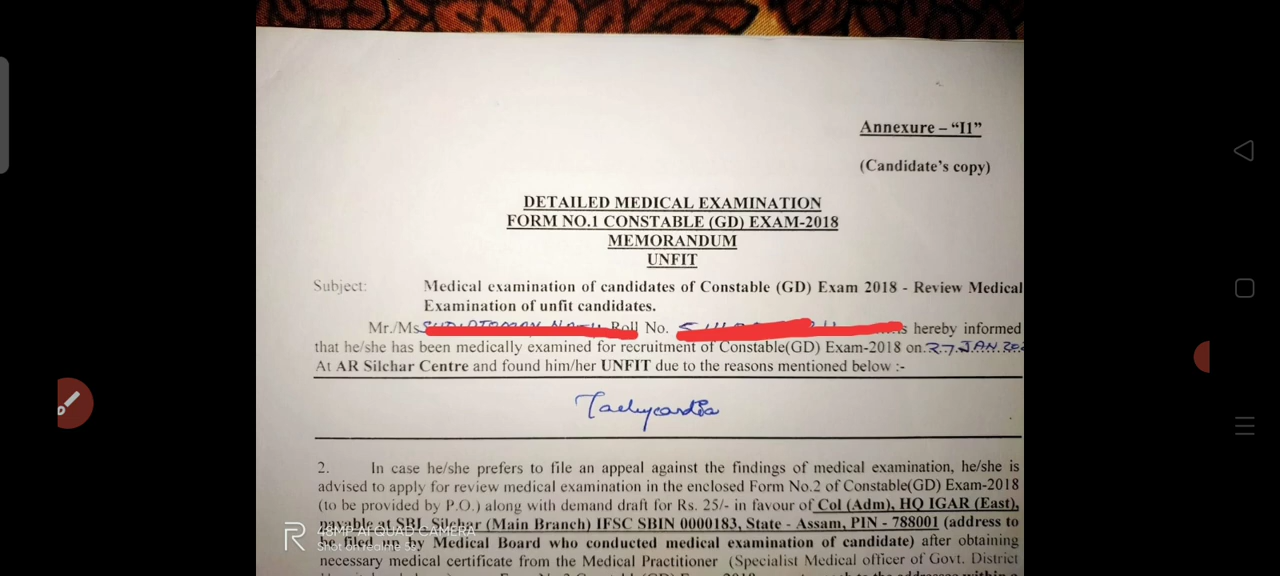 Annexure – “I1”
(Candidate’s copy)
DETAILED MEDICAL EXAMINATION
FORM NO.1 CONSTABLE (GD) EXAM-2018
MEMORANDUM
UNFIT
Subject: Medical examination of candidates of Constable (GD) Exam 2018 - Review Medical
Examination of unfit candidates.
Mr./Ms Roll No. is hereby informed
that he/she has been medically examined for recruitment of Constable(GD) Exam-2018 on 27 JAN
At AR Silchar Centre and found him/her UNFIT due to the reasons mentioned below :-
Tachycardia
2. In case he/she prefers to file an appeal against the findings of medical examination, he/she is
advised to apply for review medical examination in the enclosed Form No.2 of Constable(GD) Exam-2018
(to be provided by P.O.) along with demand draft for Rs. 25/- in favour of Col (Adm), HQ IGAR (East),
payable at SBI, Silchar (Main Branch) IFSC SBIN 0000183, State - Assam, PIN - 788001 (address to
be filed up by Medical Board who conducted medical examination of candidate) after obtaining
necessary medical certificate from the Medical Practitioner (Specialist Medical officer of Govt. District
R
48MP AI QUAD CAMERA
Shot on realme